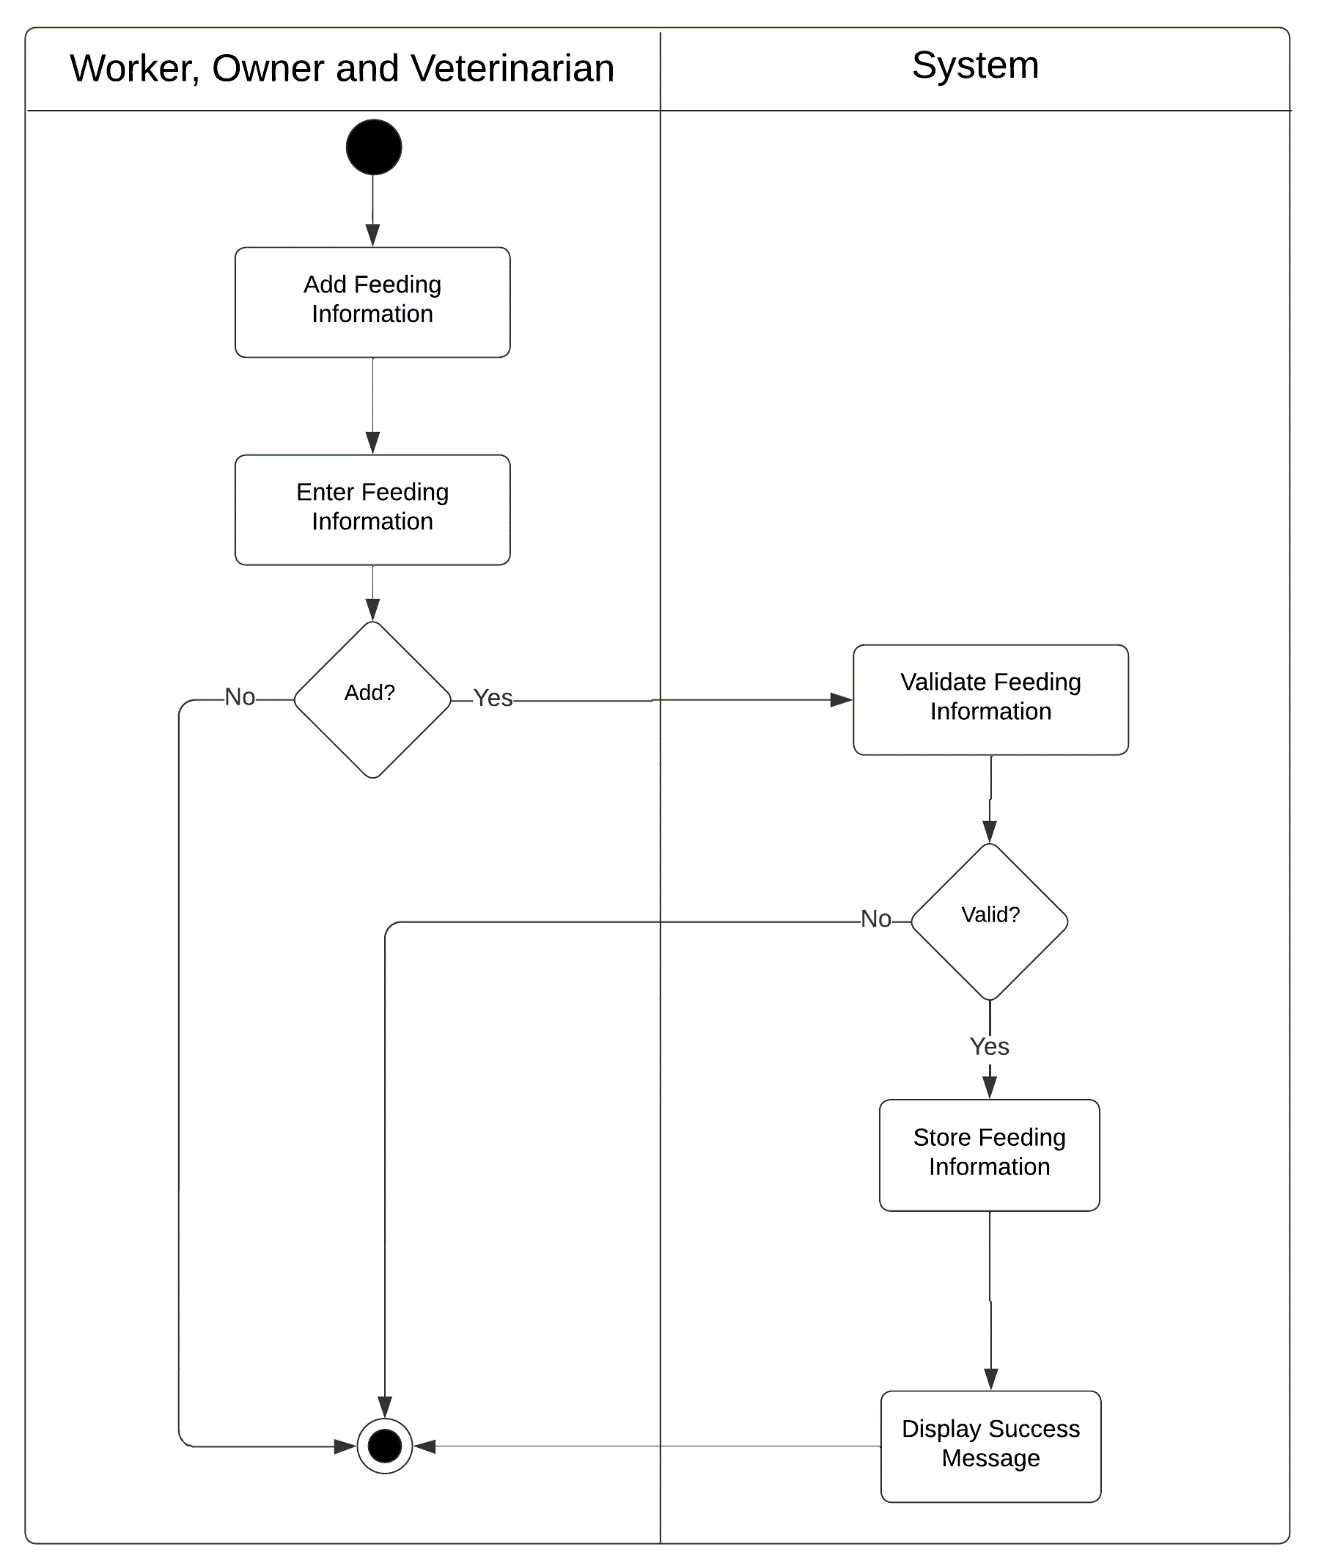 Worker, Owner and Veterinarian
System
Add Feeding
Information
Enter Feeding
Information
Add?
No
Yes
Validate Feeding
Information
Valid?
No
Yes
Store Feeding
Information
Display Success
Message